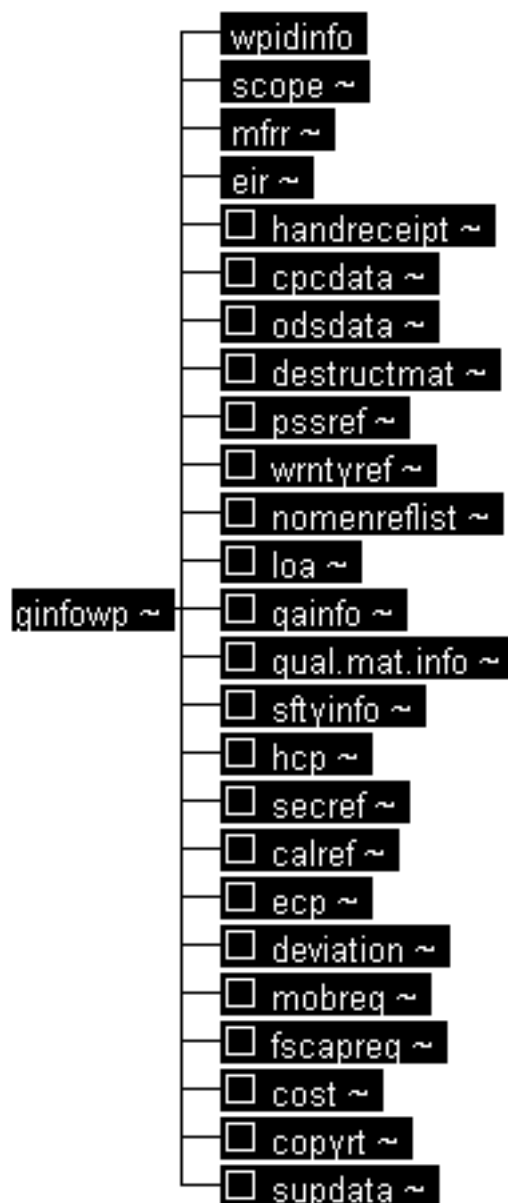 wpidinfo
scope ~
mfrr ~
eir ~
handreceipt ~
cpcdata ~
odsdata ~
destructmat ~
pssref ~
wrntyref ~
nomenreflist ~
loa ~
ginfowp ~
qainfo ~
qual.mat.info ~
sftyinfo ~
hcp ~
secref ~
calref ~
ecp ~
deviation ~
mobreq ~
fscapreq ~
cost ~
copyrt ~
supdata ~